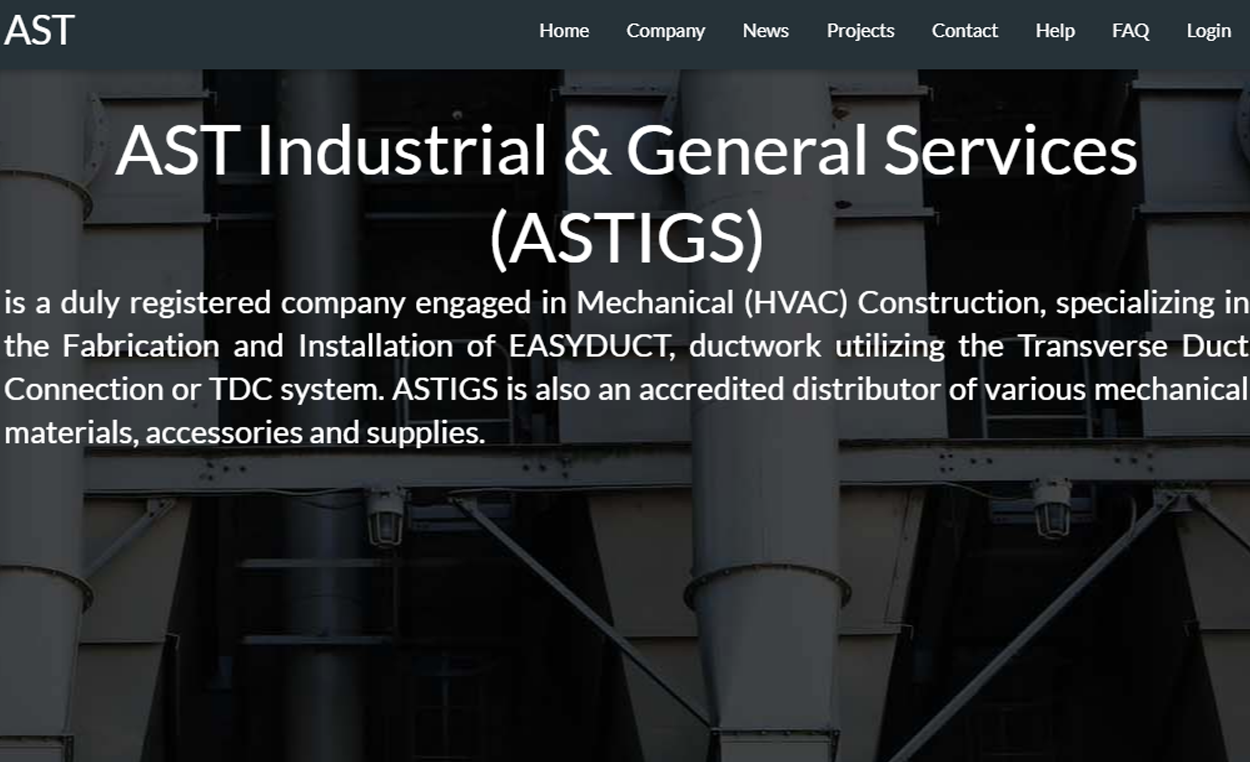 AST
Home Company News Projects Contact Help FAQ Login
AST Industrial & General Services
(ASTIGS)
is a duly registered company engaged in Mechanical (HVAC) Construction, specializing in
the Fabrication and Installation of EASYDUCT, ductwork utilizing the Transverse Duct
Connection or TDC system. ASTIGS is also an accredited distributor of various mechanical
materials, accessories and supplies.